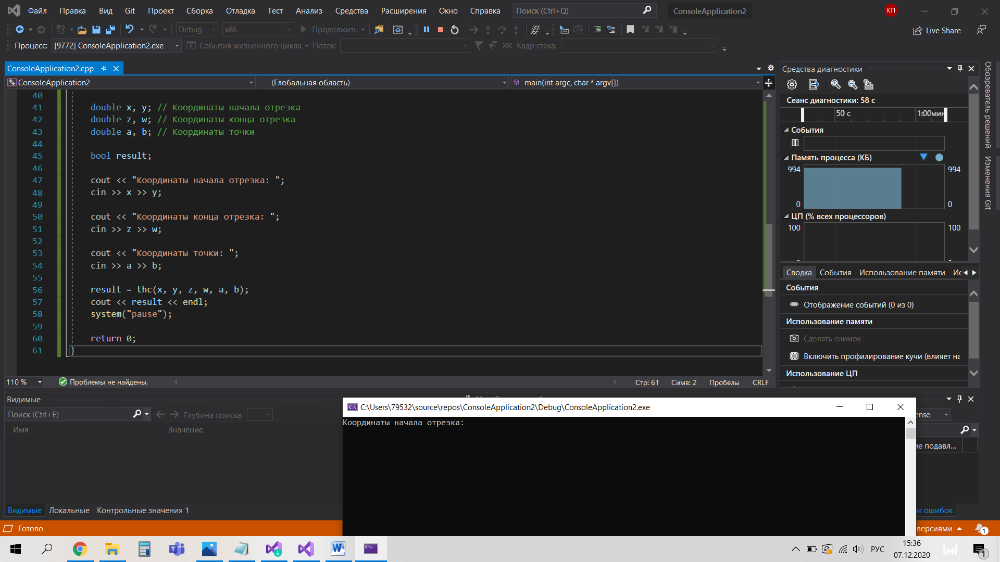 Файл Правка Вид Git Проект Сборка Отладка Тест Анализ Средства Расширения Окно Справка Поиск (Ctrl+Q) ConsoleApplication2 КП
Debug x86 Продолжить Live Share
Процесс: [9772] ConsoleApplication2.exe События жизненного цикла Поток: Кадр стека:
ConsoleApplication2.cpp
ConsoleApplication2 (Глобальная область) main(int argc, char * argv[])
40
41 double x, y; // Координаты начала отрезка
42 double z, w; // Координаты конца отрезка
43 double a, b; // Координаты точки
44
45 bool result;
46
47 cout << "Координаты начала отрезка: ";
48 cin >> x >> y;
49
50 cout << "Координаты конца отрезка: ";
51 cin >> z >> w;
52
53 cout << "Координаты точки: ";
54 cin >> a >> b;
55
56 result = thc(x, y, z, w, a, b);
57 cout << result << endl;
58 system("pause");
59
60 return 0;
61 }
110 % Проблемы не найдены. Стр: 61 Симв: 2 Пробелы CRLF
Средства диагностики
Сеанс диагностики: 58 с
50 с 1:00мин
События
Память процесса (КБ)
994 994
0 0
ЦП (% всех процессоров)
100 100
Сводка События Использование памяти Ис
События
Отображение событий (0 из 0)
Использование памяти
Сделать снимок
Включить профилирование кучи (влияет на
Использование ЦП
Обозреватель решений
Изменения Git
Видимые
Поиск (Ctrl+E) Глубина поиска:
Имя Значение
Видимые Локальные Контрольные значения 1
C:\Users\79532\source\repos\ConsoleApplication2\Debug\ConsoleApplication2.exe
Координаты начала отрезка:
ense
ие подавл...
ок ошибок
Готово
версиями 1
РУС 15:36
07.12.2020 1